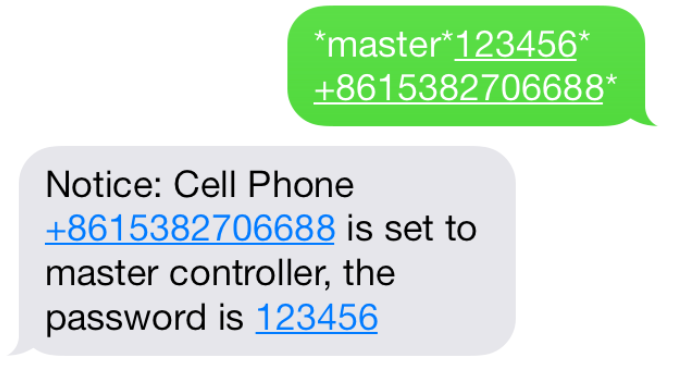 *master*123456*
+8615382706688*
Notice: Cell Phone
+8615382706688 is set to
master controller, the
password is 123456